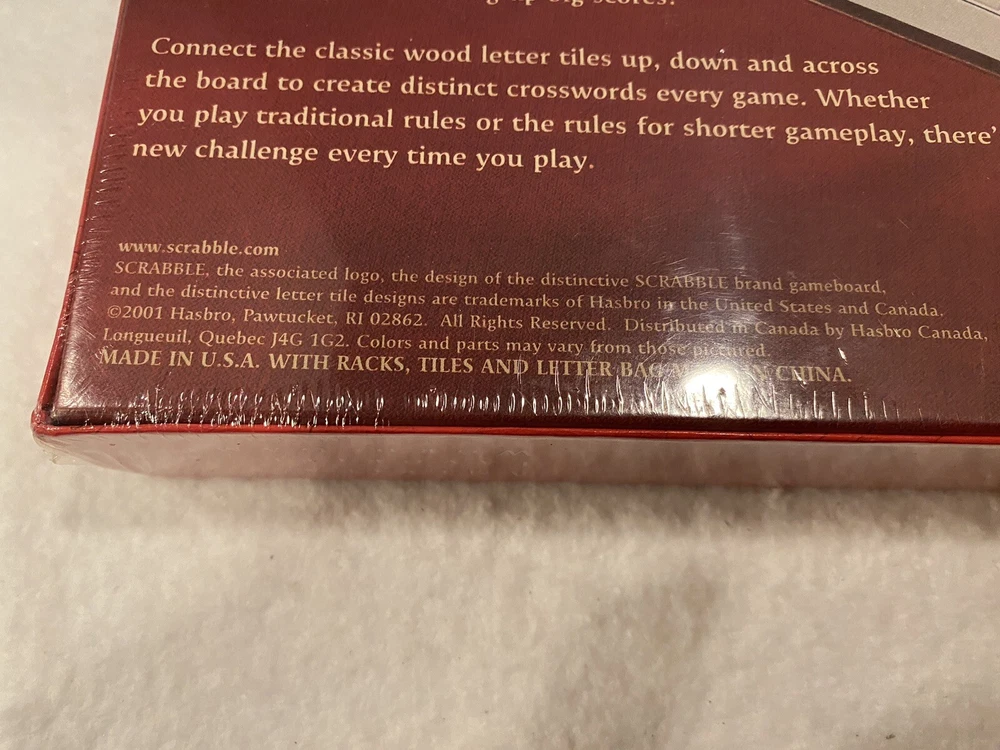 up big scores.
Connect the classic wood letter tiles up, down and across
the board to create distinct crosswords every game. Whether
you play traditional rules or the rules for shorter gameplay, there'
new challenge every time you play.
www.scrabble.com
SCRABBLE, the associated logo, the design of the distinctive SCRABBLE brand gameboard,
and the distinctive letter tile designs are trademarks of Hasbro in the United States and Canada.
©2001 Hasbro, Pawtucket, RI 02862. All Rights Reserved. Distributed in Canada by Hasbro Canada,
Longueuil, Quebec J4G 1G2. Colors and parts may vary from those pictured.
MADE IN U.S.A. WITH RACKS, TILES AND LETTER BAG CHINA.